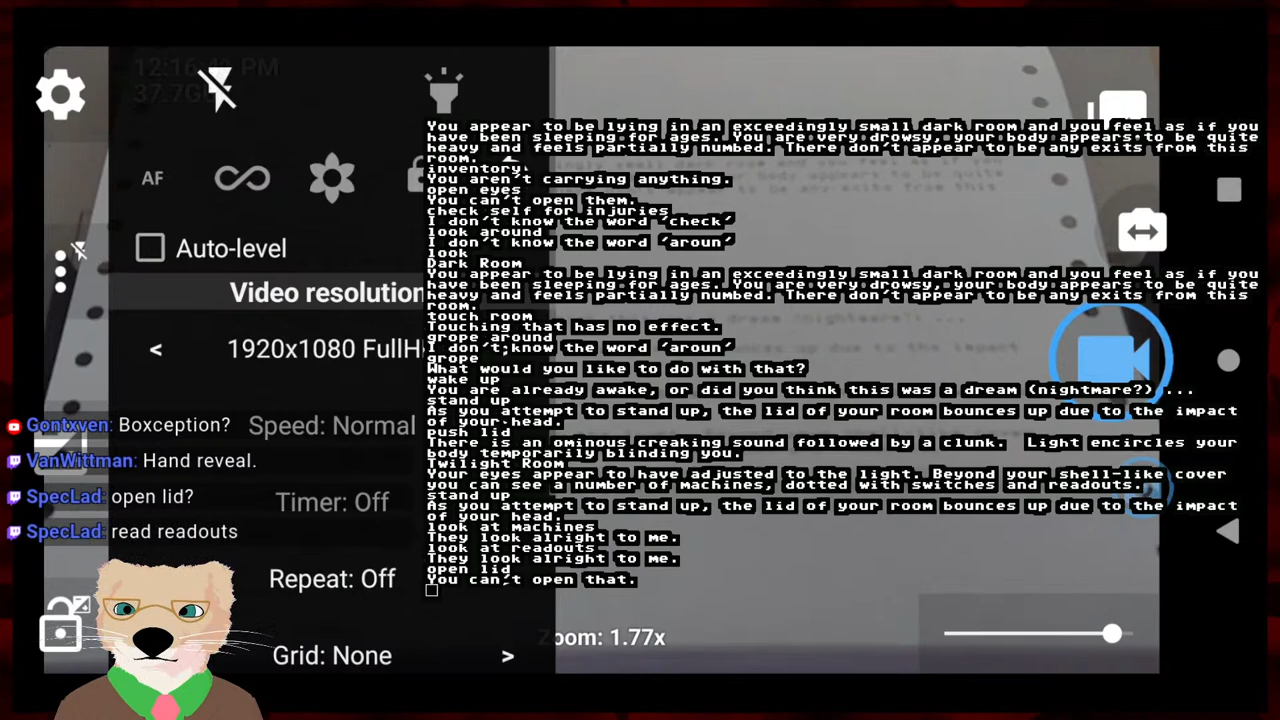 12:16:4 PM
37.7G
AF
Auto-level
Video resolution
<
1920x1080 FullH
Speed: Normal
Timer: Off
Repeat: Off
Grid: None
>
Zoom: 1.77x
You appear to be lying in an exceedingly small dark room and you feel as if you
have been sleeping for ages. You are very drowsy, your body appears to be quite
heavy and feels partially numbed. There don't appear to be any exits from this
room.
inventory
You aren't carrying anything.
open eyes
You can't open them.
check self for injuries
I don't know the word 'check'
look around
I don't know the word 'aroun'
look
Dark Room
You appear to be lying in an exceedingly small dark room and you feel as if you
have been sleeping for ages. You are very drowsy, your body appears to be quite
heavy and feels partially numbed. There don't appear to be any exits from this
room.
touch room
Touching that has no effect.
grope around
I don't know the word 'aroun'
grope
What would you like to do with that?
wake up
You are already awake, or did you think this was a dream (nightmare?) ...
stand up
As you attempt to stand up, the lid of your room bounces up due to the impact
of your head.
push lid
There is an ominous creaking sound followed by a clunk.  Light encircles your
body temporarily blinding you.
Twilight Room
Your eyes appear to have adjusted to the light. Beyond your shell-like cover
you can see a number of machines, dotted with switches and readouts.
stand up
As you attempt to stand up, the lid of your room bounces up due to the impact
of your head.
look at machines
They look alright to me.
look at readouts
They look alright to me.
open lid
You can't open that.
Gontxven: Boxception?
VanWittman: Hand reveal.
SpecLad: open lid?
SpecLad: read readouts